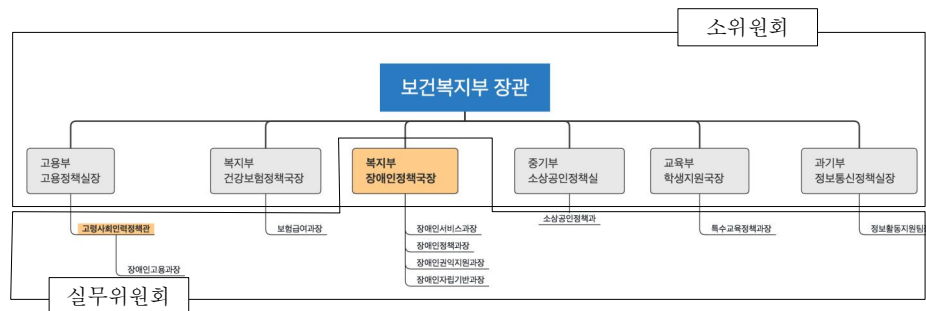 소위원회
보건복지부 장관
고용부
고용정책실장
복지부
건강보험정책국장
복지부
장애인정책국장
중기부
소상공인정책실
교육부
학생지원국장
과기부
정보통신정책실장
고령사회인력정책관
장애인고용과장
보험급여과장
장애인서비스과장
장애인정책과장
장애인권익지원과장
장애인자립기반과장
소상공인정책과
특수교육정책과장
정보활동지원팀
실무위원회